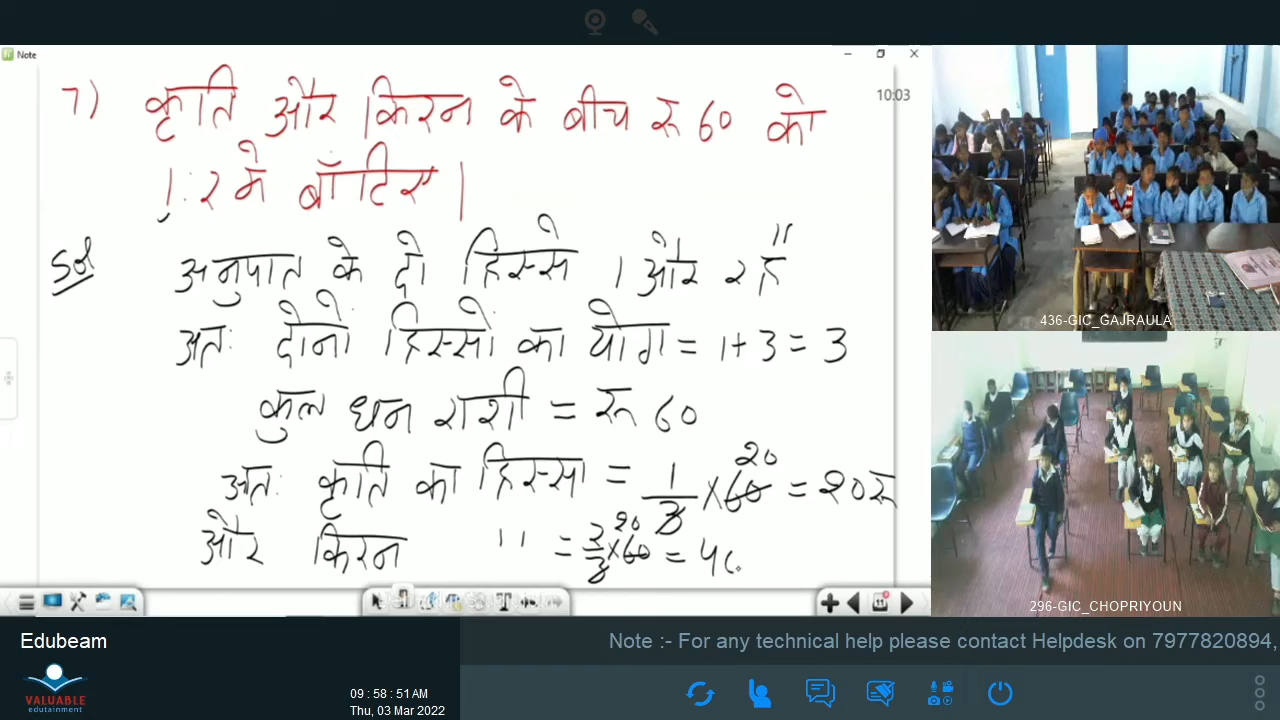 Note
10:03
7) कृति और किरन के बीच रू 60 को
1:2 मे बाँटिए।
Sol अनुपात के दो हिस्से 1 और 2 हैं
अतः दोनों हिस्सों का योग = 1+3 = 3
कुल धन राशी = रू 60
अतः कृति का हिस्सा = 1/3 × 60 20 = 20 रू
और किरन " = 2/3 × 60 20 = 40
436-GIC_GAJRAULA
296-GIC_CHOPRIYOUN
Edubeam
Note :- For any technical help please contact Helpdesk on 7977820894,
VALUABLE
edutainment
09 : 58 : 51 AM
Thu, 03 Mar 2022